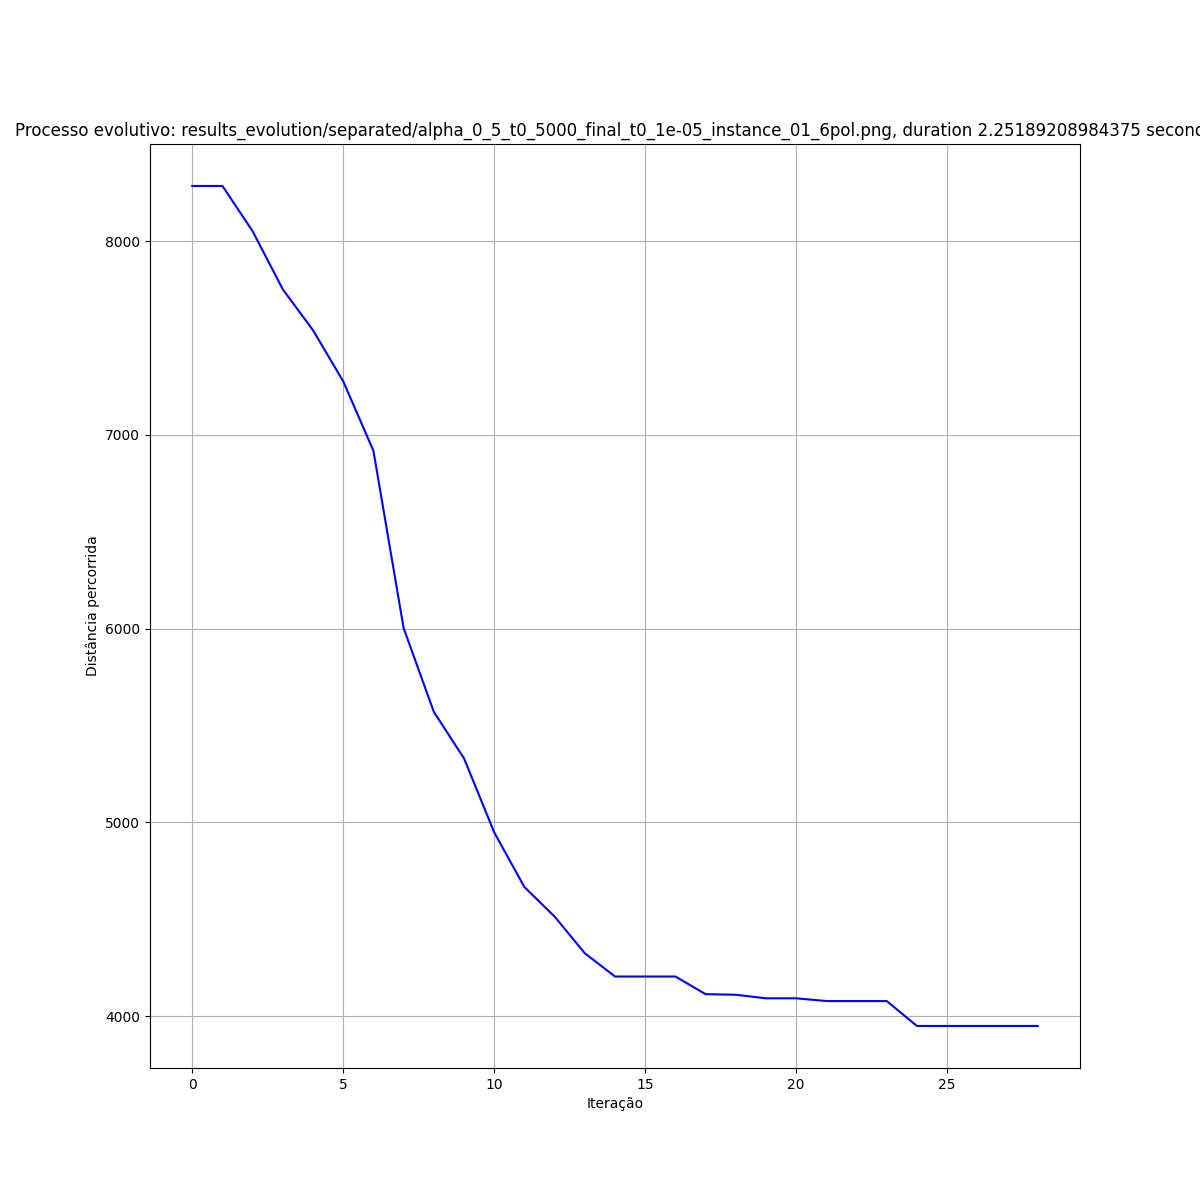 Processo evolutivo: results_evolution/separated/alpha_0_5_t0_5000_final_t0_1e-05_instance_01_6pol.png, duration 2.25189208984375 secon
8000
7000
6000
5000
4000
Distância percorrida
0 5 10 15 20 25
Iteração